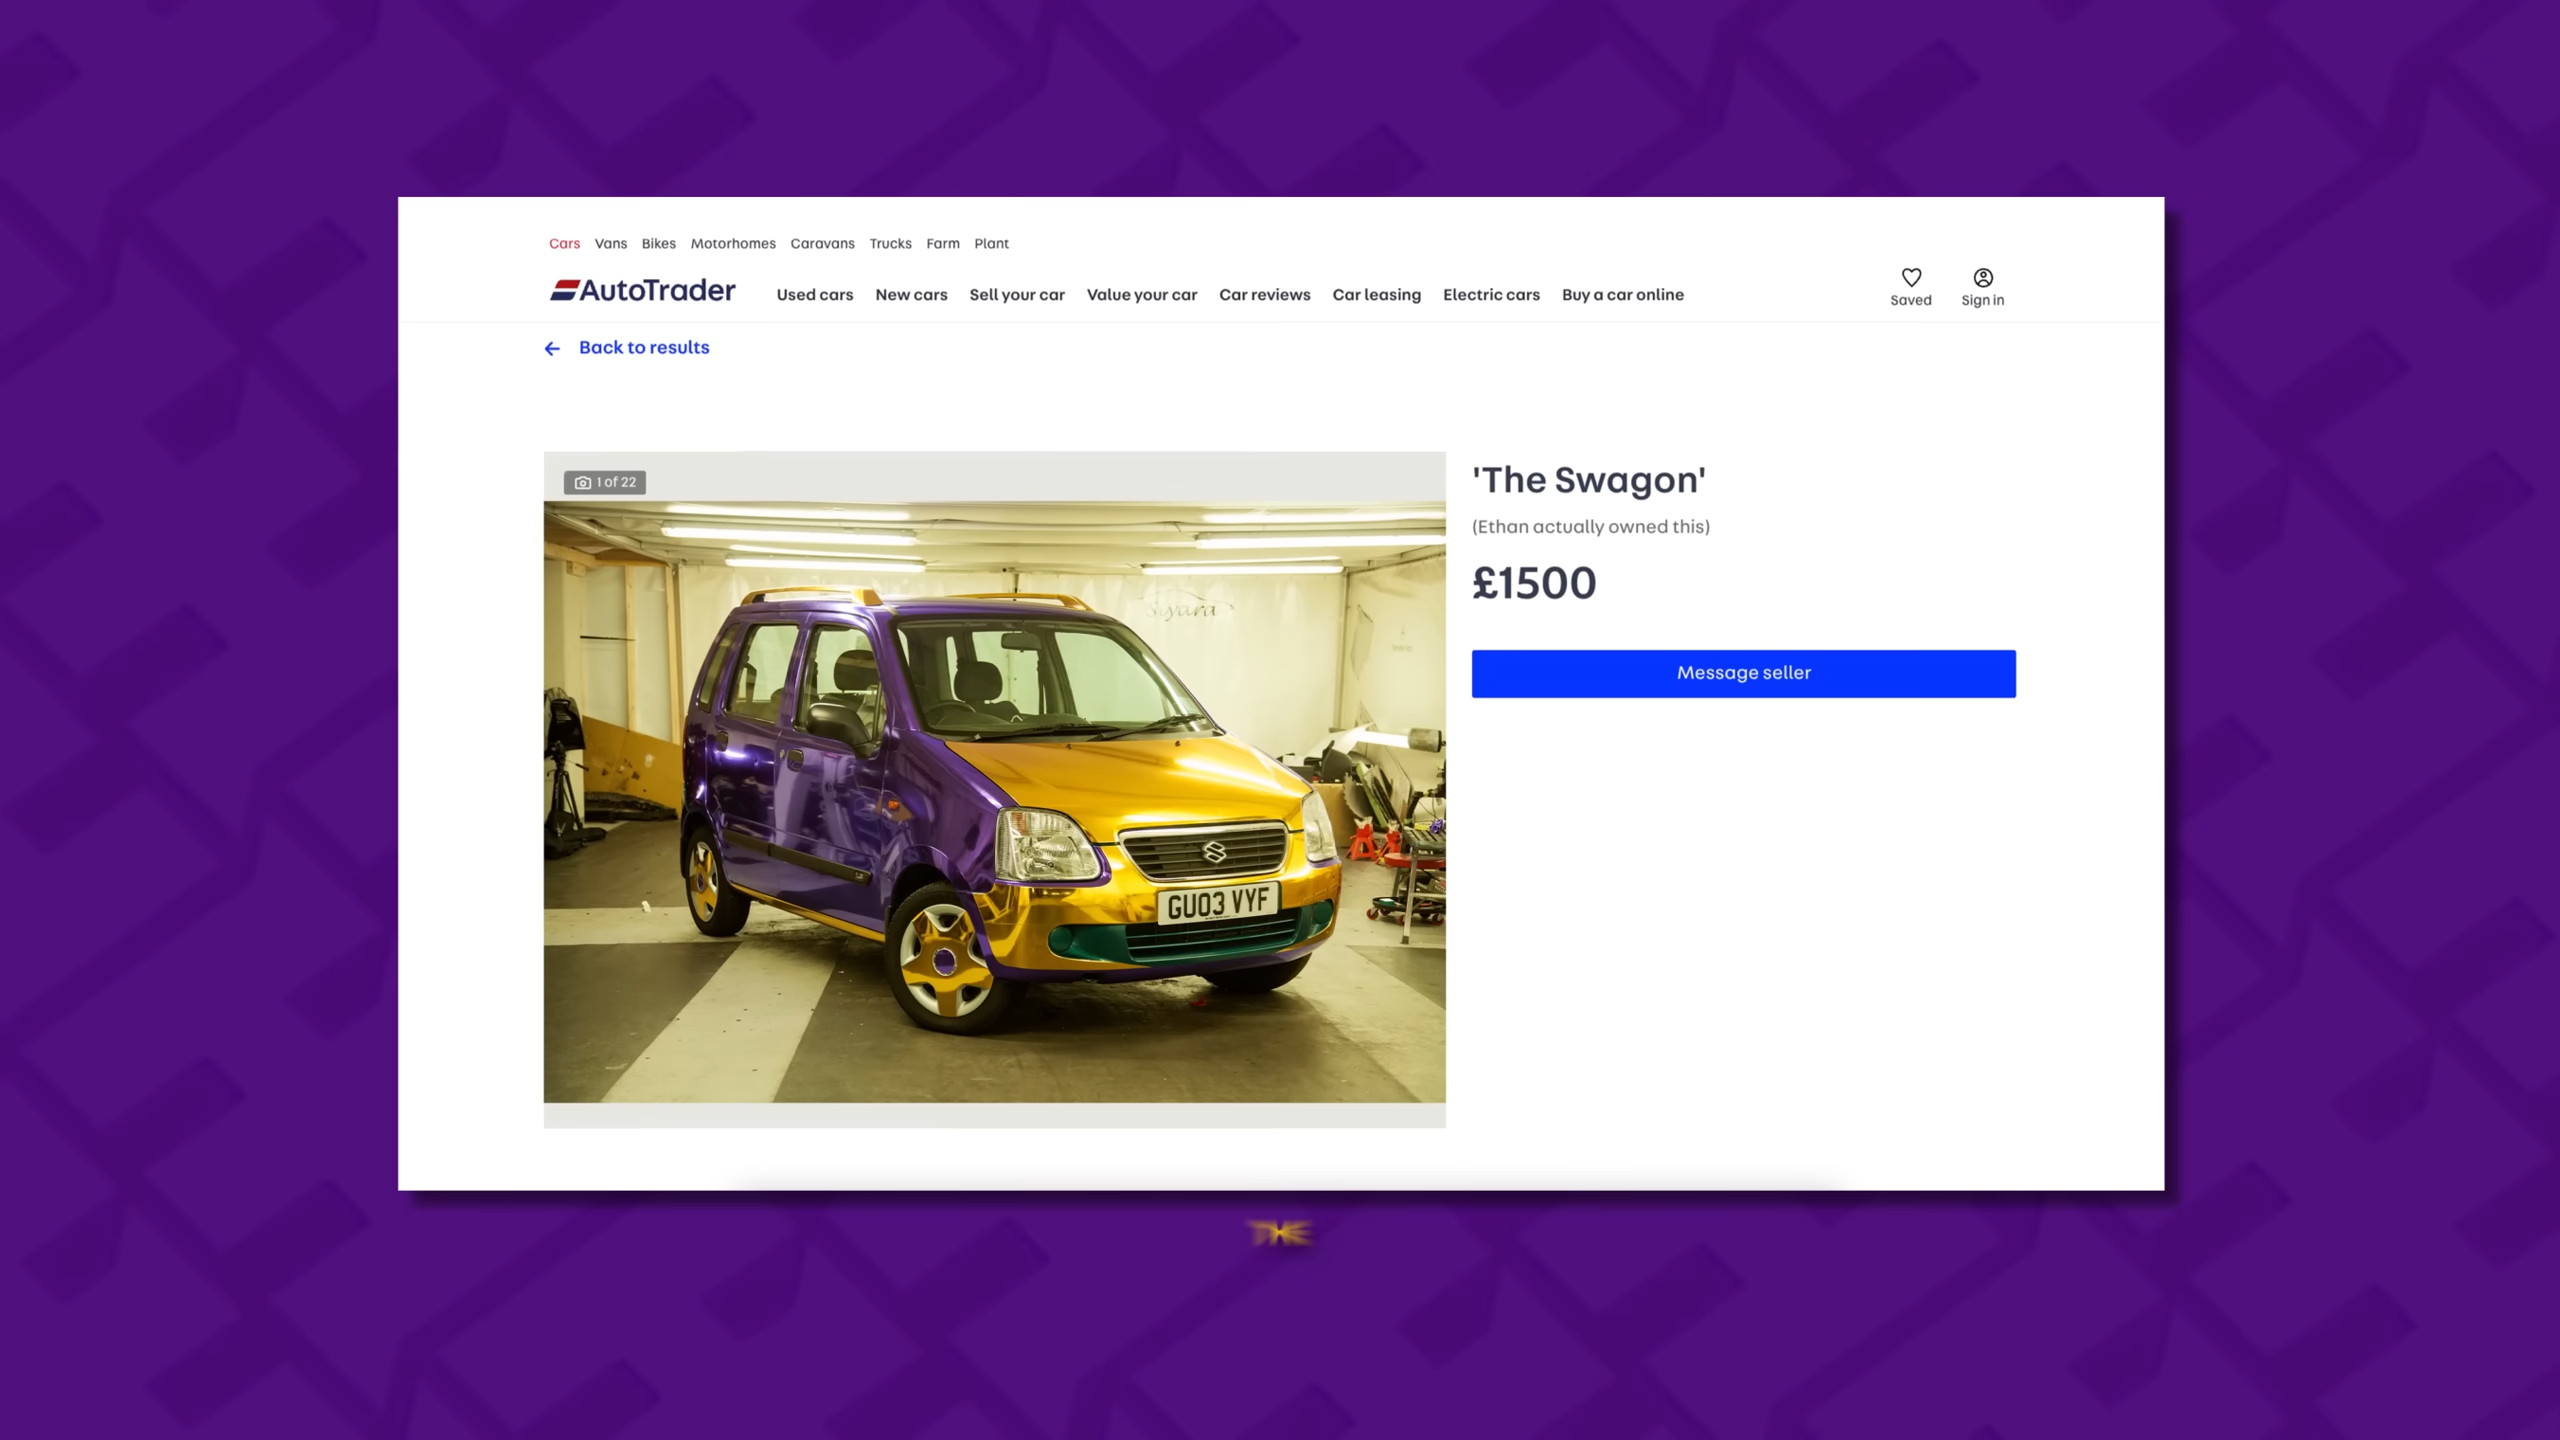 Cars Vans Bikes Motorhomes Caravans Trucks Farm Plant
AutoTrader Used cars New cars Sell your car Value your car Car reviews Car leasing Electric cars Buy a car online Saved Sign in
Back to results
1 of 22
'The Swagon'
(Ethan actually owned this)
£1500
Message seller
Siyara
GU03 VYF
THE